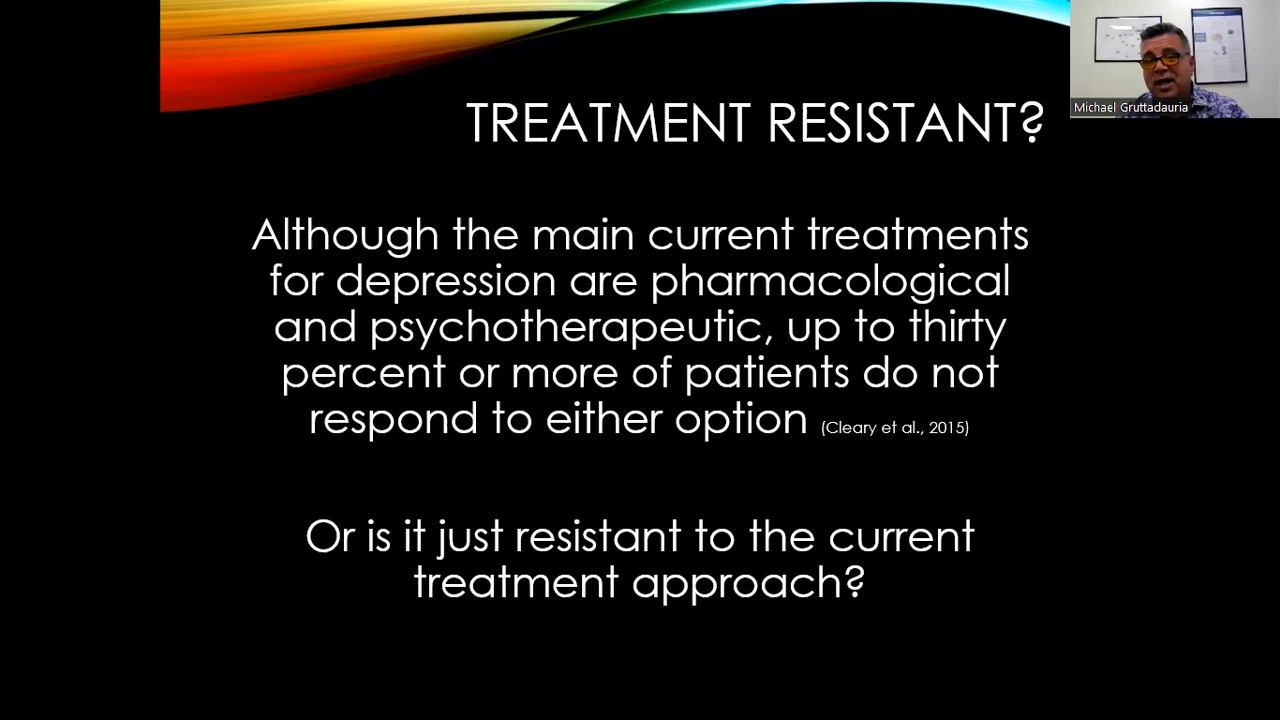 TREATMENT RESISTANT?
Michael Gruttadauria
Although the main current treatments
for depression are pharmacological
and psychotherapeutic, up to thirty
percent or more of patients do not
respond to either option (Cleary et al., 2015)
Or is it just resistant to the current
treatment approach?